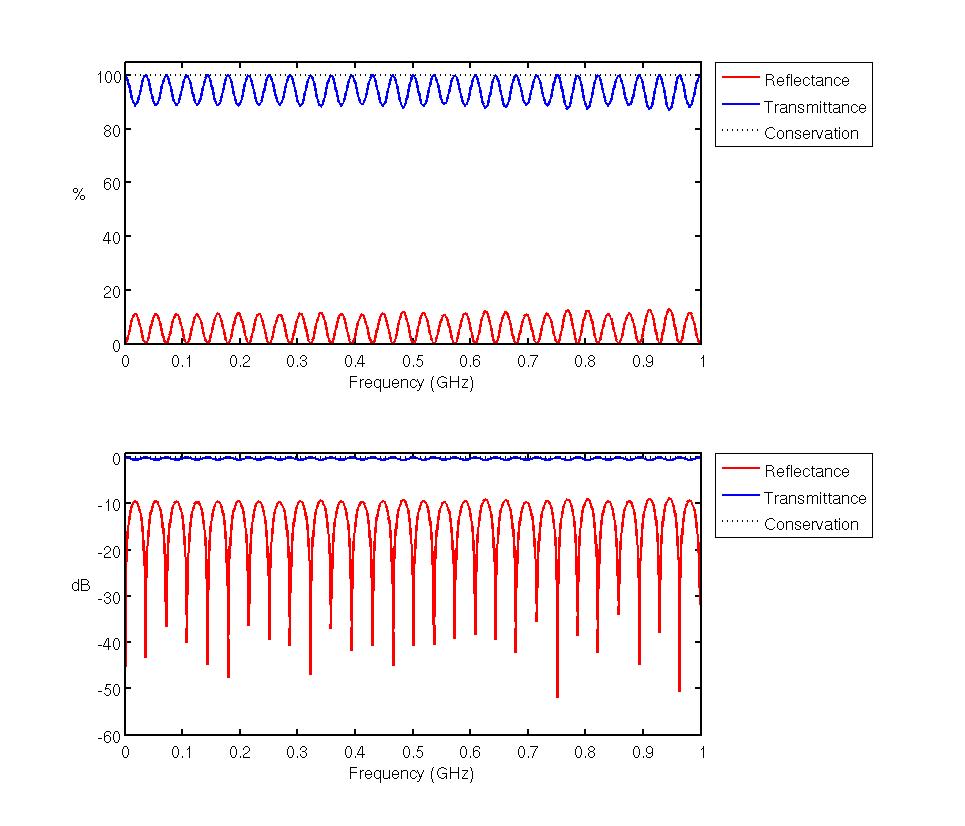 100
80
60
40
20
0
%
0 0.1 0.2 0.3 0.4 0.5 0.6 0.7 0.8 0.9 1
Frequency (GHz)
Reflectance
Transmittance
Conservation
0
-10
-20
-30
-40
-50
-60
dB
0 0.1 0.2 0.3 0.4 0.5 0.6 0.7 0.8 0.9 1
Frequency (GHz)
Reflectance
Transmittance
Conservation